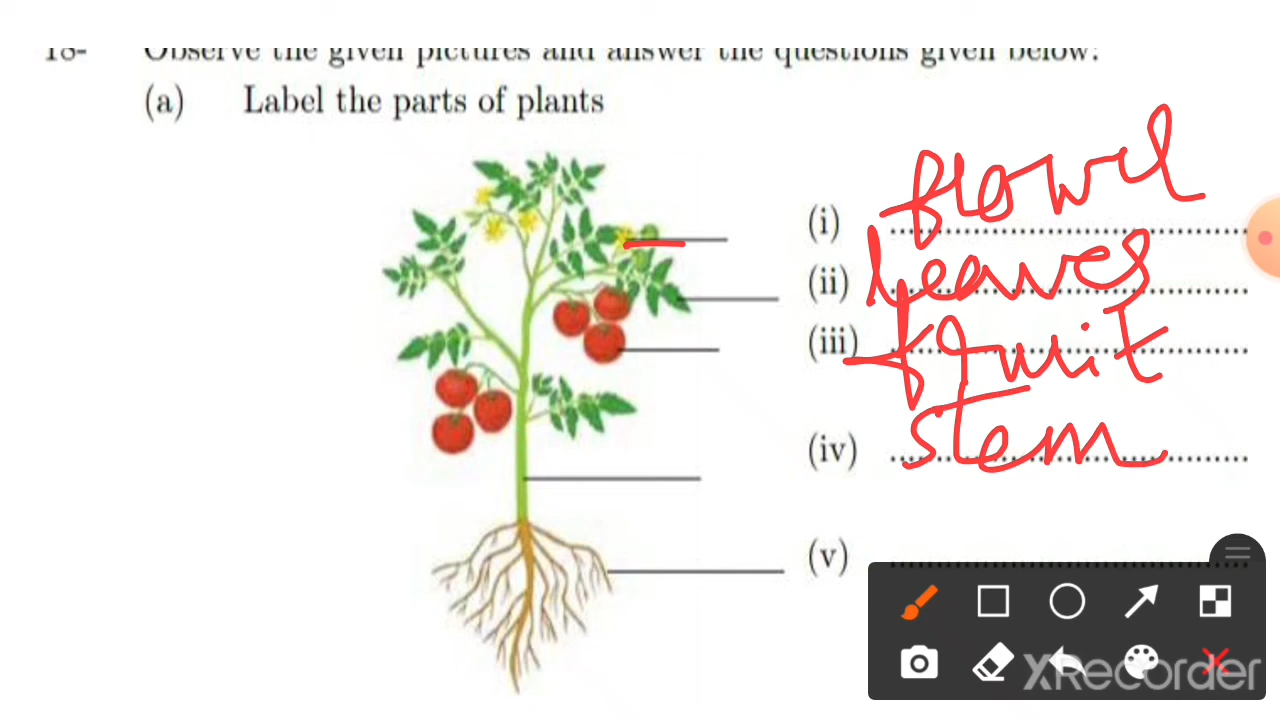 18- Observe the given pictures and answer the questions given below:
(a) Label the parts of plants
(i) flower
(ii) leaves
(iii) fruit
(iv) stem
(v)
XRecorder